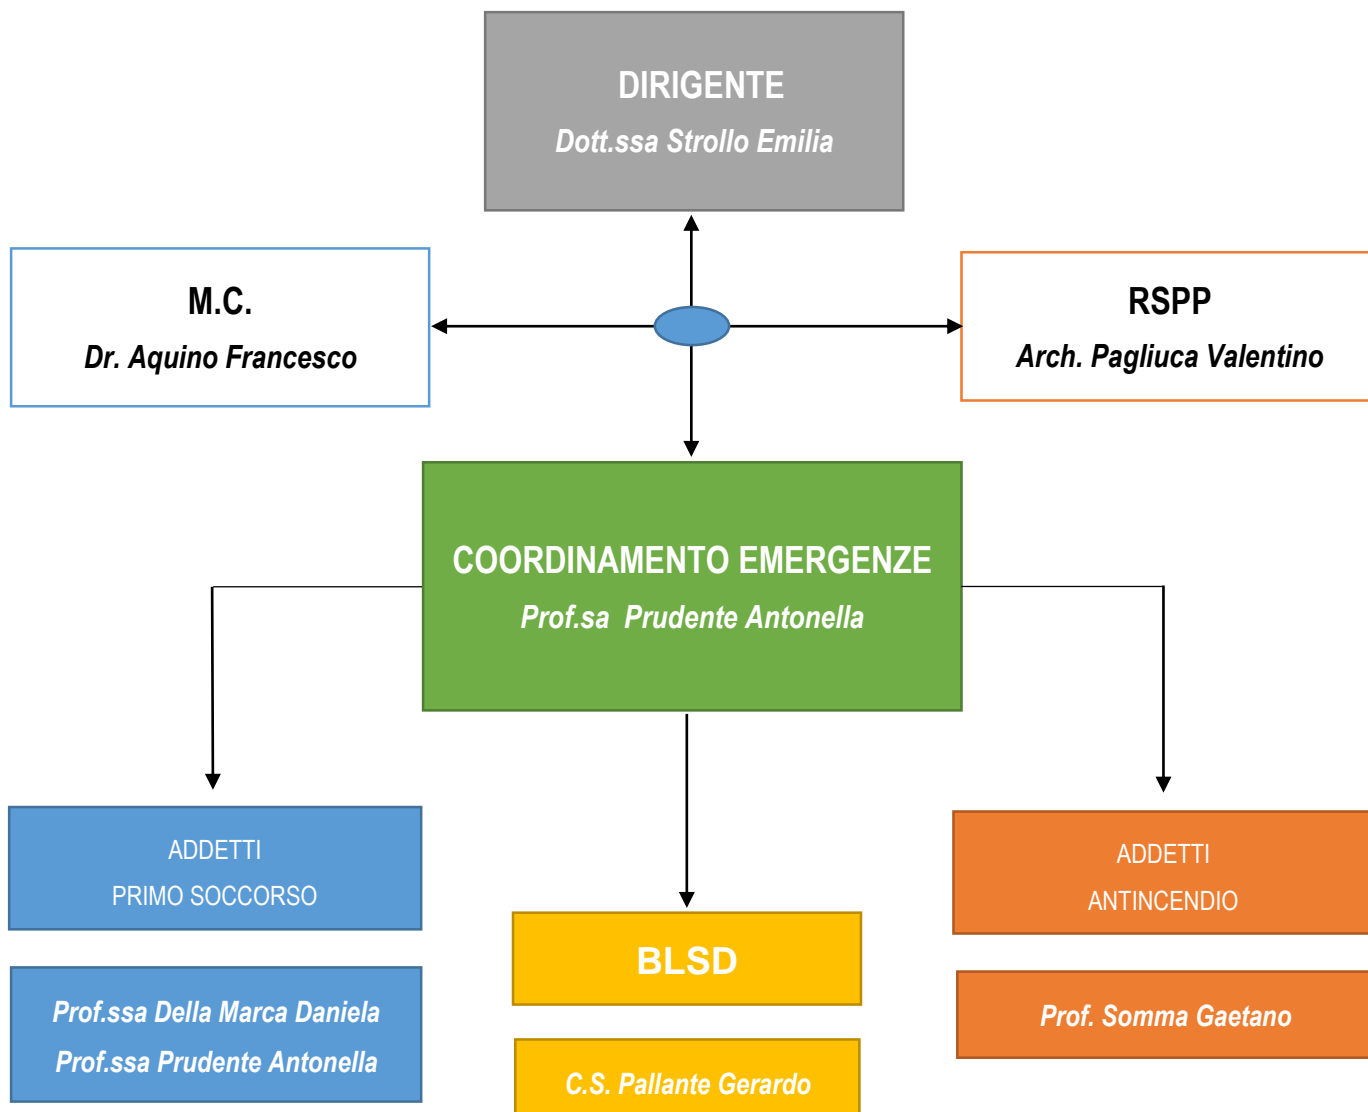 DIRIGENTE
Dott.ssa Strollo Emilia
M.C.
Dr. Aquino Francesco
RSPP
Arch. Pagliuca Valentino
COORDINAMENTO EMERGENZE
Prof.sa  Prudente Antonella
ADDETTI
PRIMO SOCCORSO
Prof.ssa Della Marca Daniela
Prof.ssa Prudente Antonella
BLSD
C.S. Pallante Gerardo
ADDETTI
ANTINCENDIO
Prof. Somma Gaetano